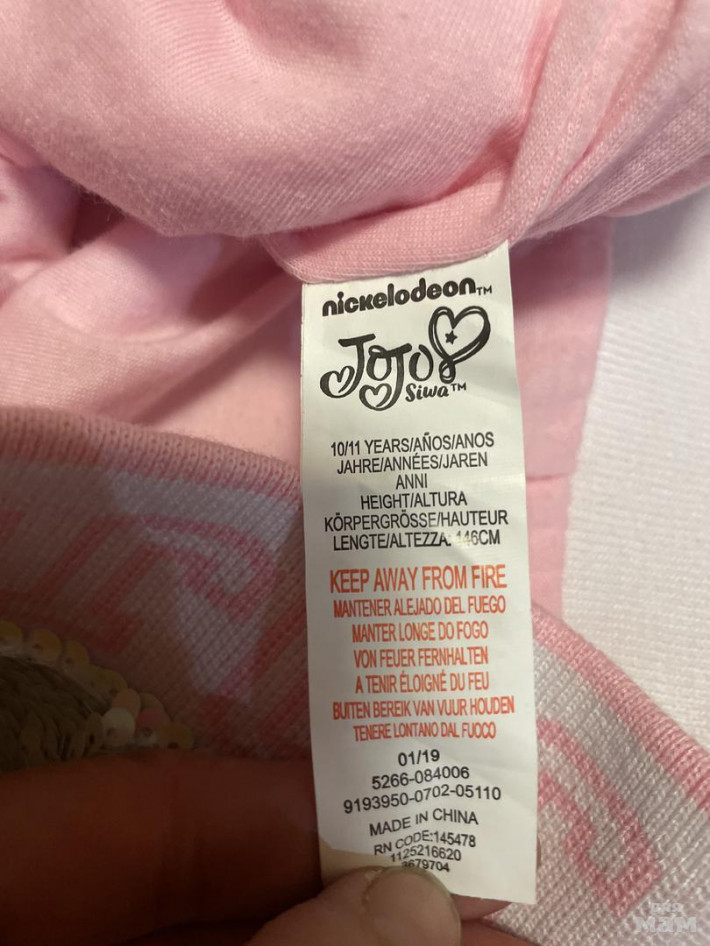 nickelodeon™
JoJo
Siwa™
10/11 YEARS/AÑOS/ANOS
JAHRE/ANNÉES/JAREN
ANNI
HEIGHT/ALTURA
KÖRPERGRÖSSE/HAUTEUR
LENGTE/ALTEZZA: 146CM
KEEP AWAY FROM FIRE
MANTENER ALEJADO DEL FUEGO
MANTER LONGE DO FOGO
VON FEUER FERNHALTEN
A TENIR ÉLOIGNÉ DU FEU
BUITEN BEREIK VAN VUUR HOUDEN
TENERE LONTANO DAL FUOCO
01/19
5266-084006
9193950-0702-05110
MADE IN CHINA
RN CODE:145478
1125216620